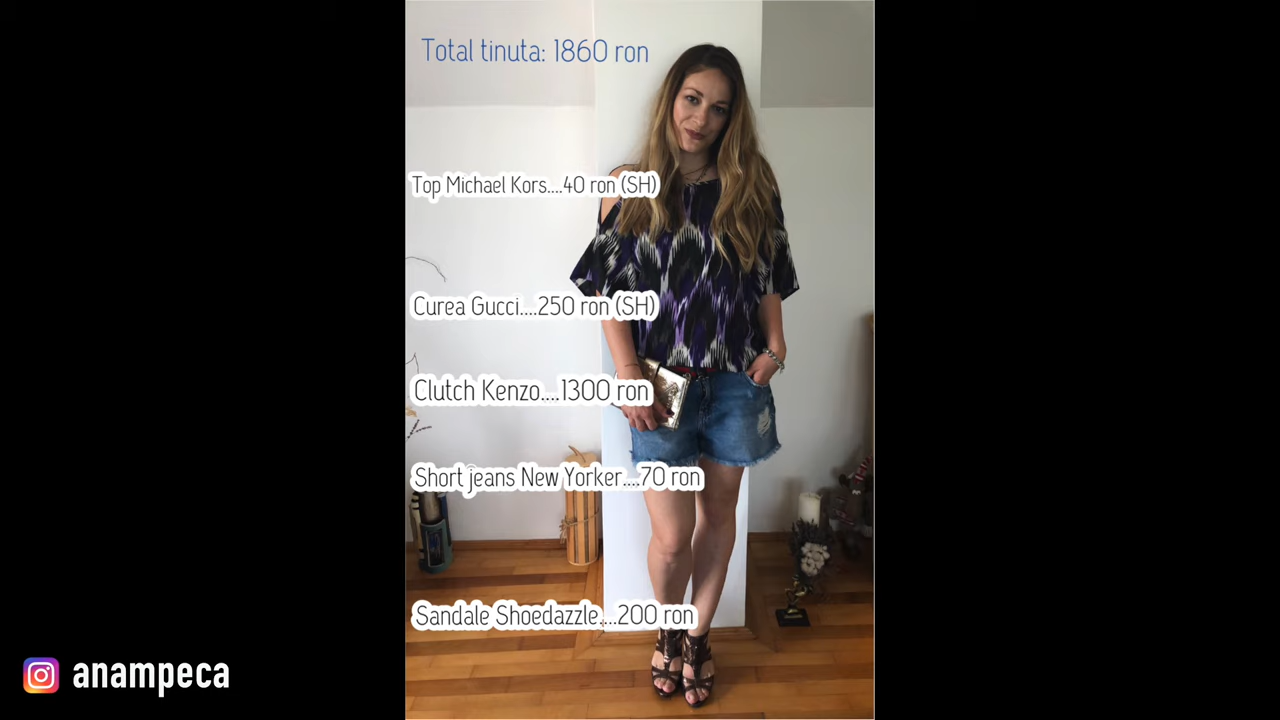 Total tinuta: 1860 ron
Top Michael Kors....40 ron (SH)
Curea Gucci....250 ron (SH)
Clutch Kenzo....1300 ron
Short jeans New Yorker....70 ron
Sandale Shoedazzle....200 ron
anampeca